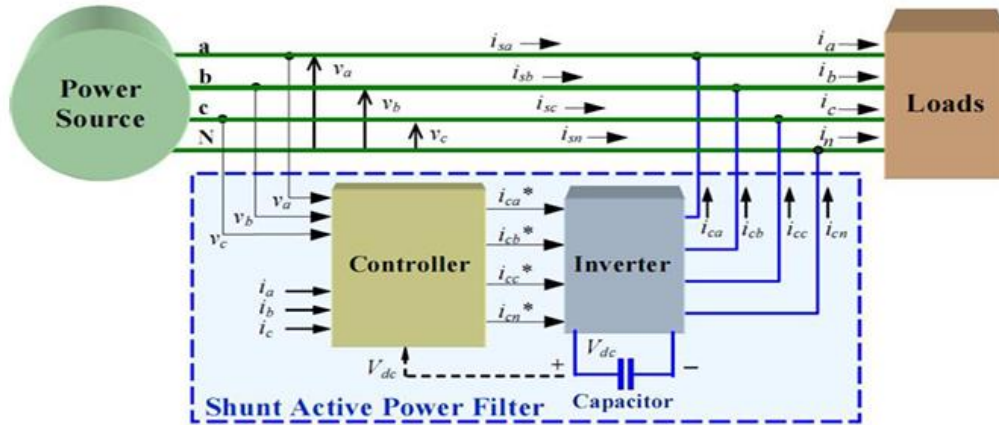 a
i_sa
i_a
b
i_sb
i_b
Power
Source
v_a
v_b
c
i_sc
i_c
Loads
N
v_c
i_sn
i_n
v_a
i_ca*
v_b
i_ca
i_cb
i_cc
i_cn
v_c
i_cb*
Controller
Inverter
i_cc*
i_a
i_b
i_cn*
i_c
V_dc
+
V_dc
−
Capacitor
Shunt Active Power Filter